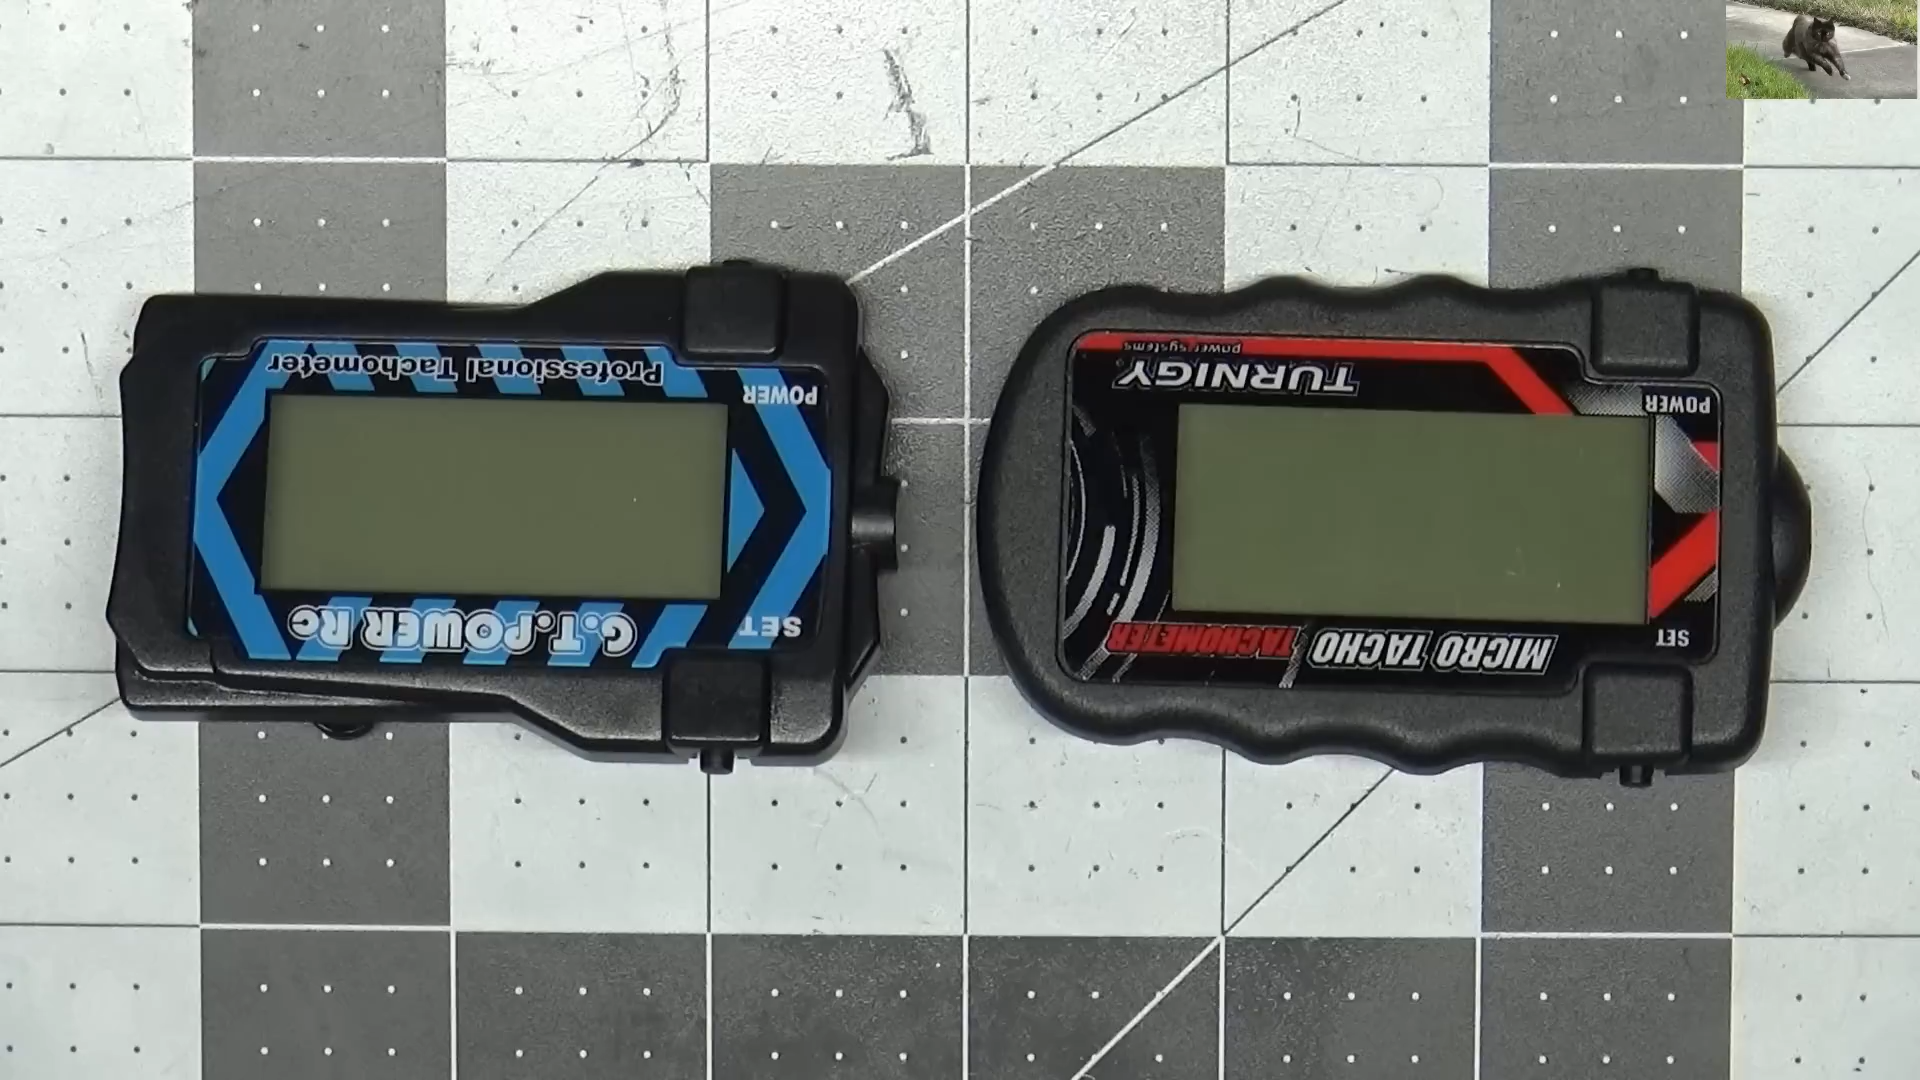 G.T.POWER RC
SET
POWER
Professional Tachometer
MICRO TACHO TACHOMETER
SET
POWER
TURNIGY
power systems